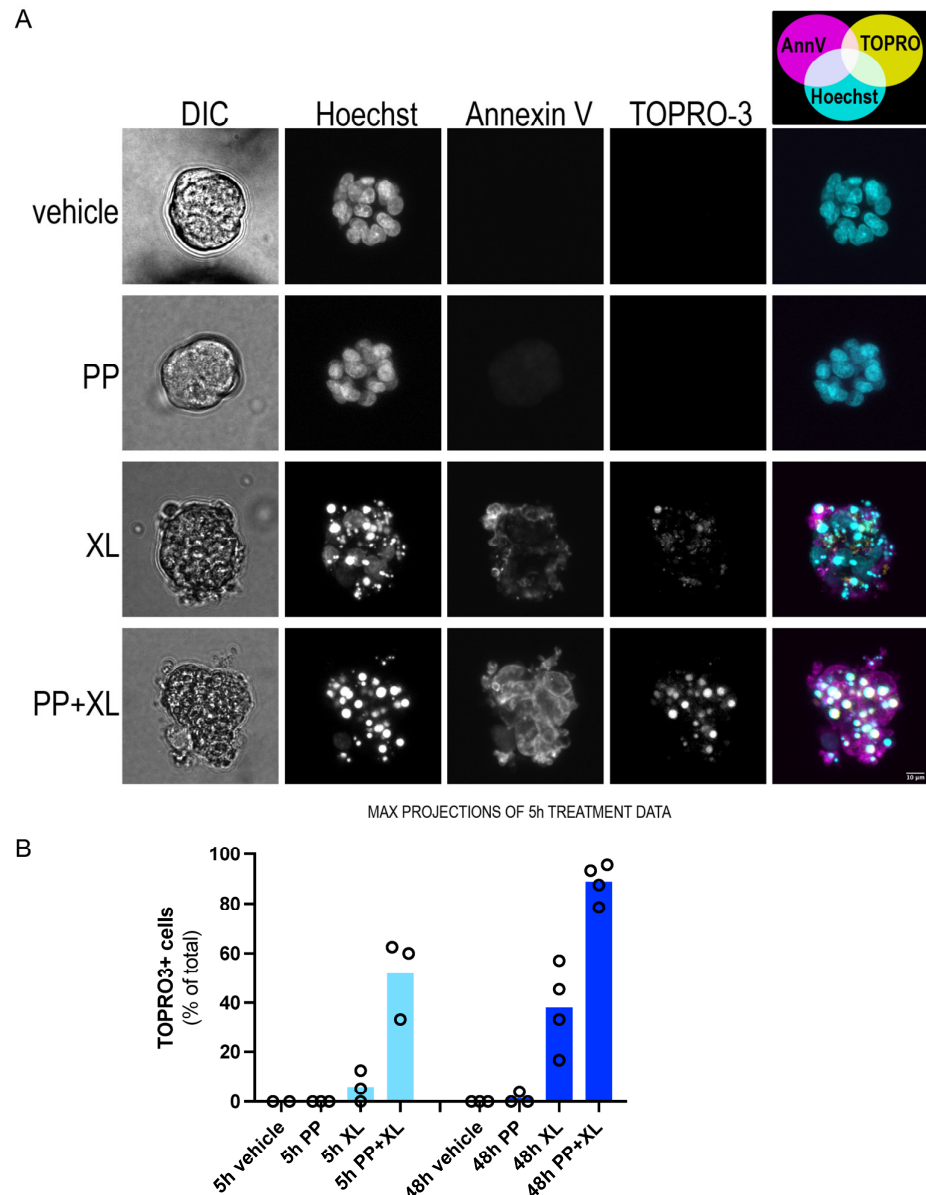 A
AnnV
TOPRO
Hoechst
DIC
Hoechst
Annexin V
TOPRO-3
vehicle
PP
XL
PP+XL
10 µm
MAX PROJECTIONS OF 5h TREATMENT DATA
B
TOPRO3+ cells
(% of total)
100
80
60
40
20
0
5h vehicle
5h PP
5h XL
5h PP+XL
48h vehicle
48h PP
48h XL
48h PP+XL